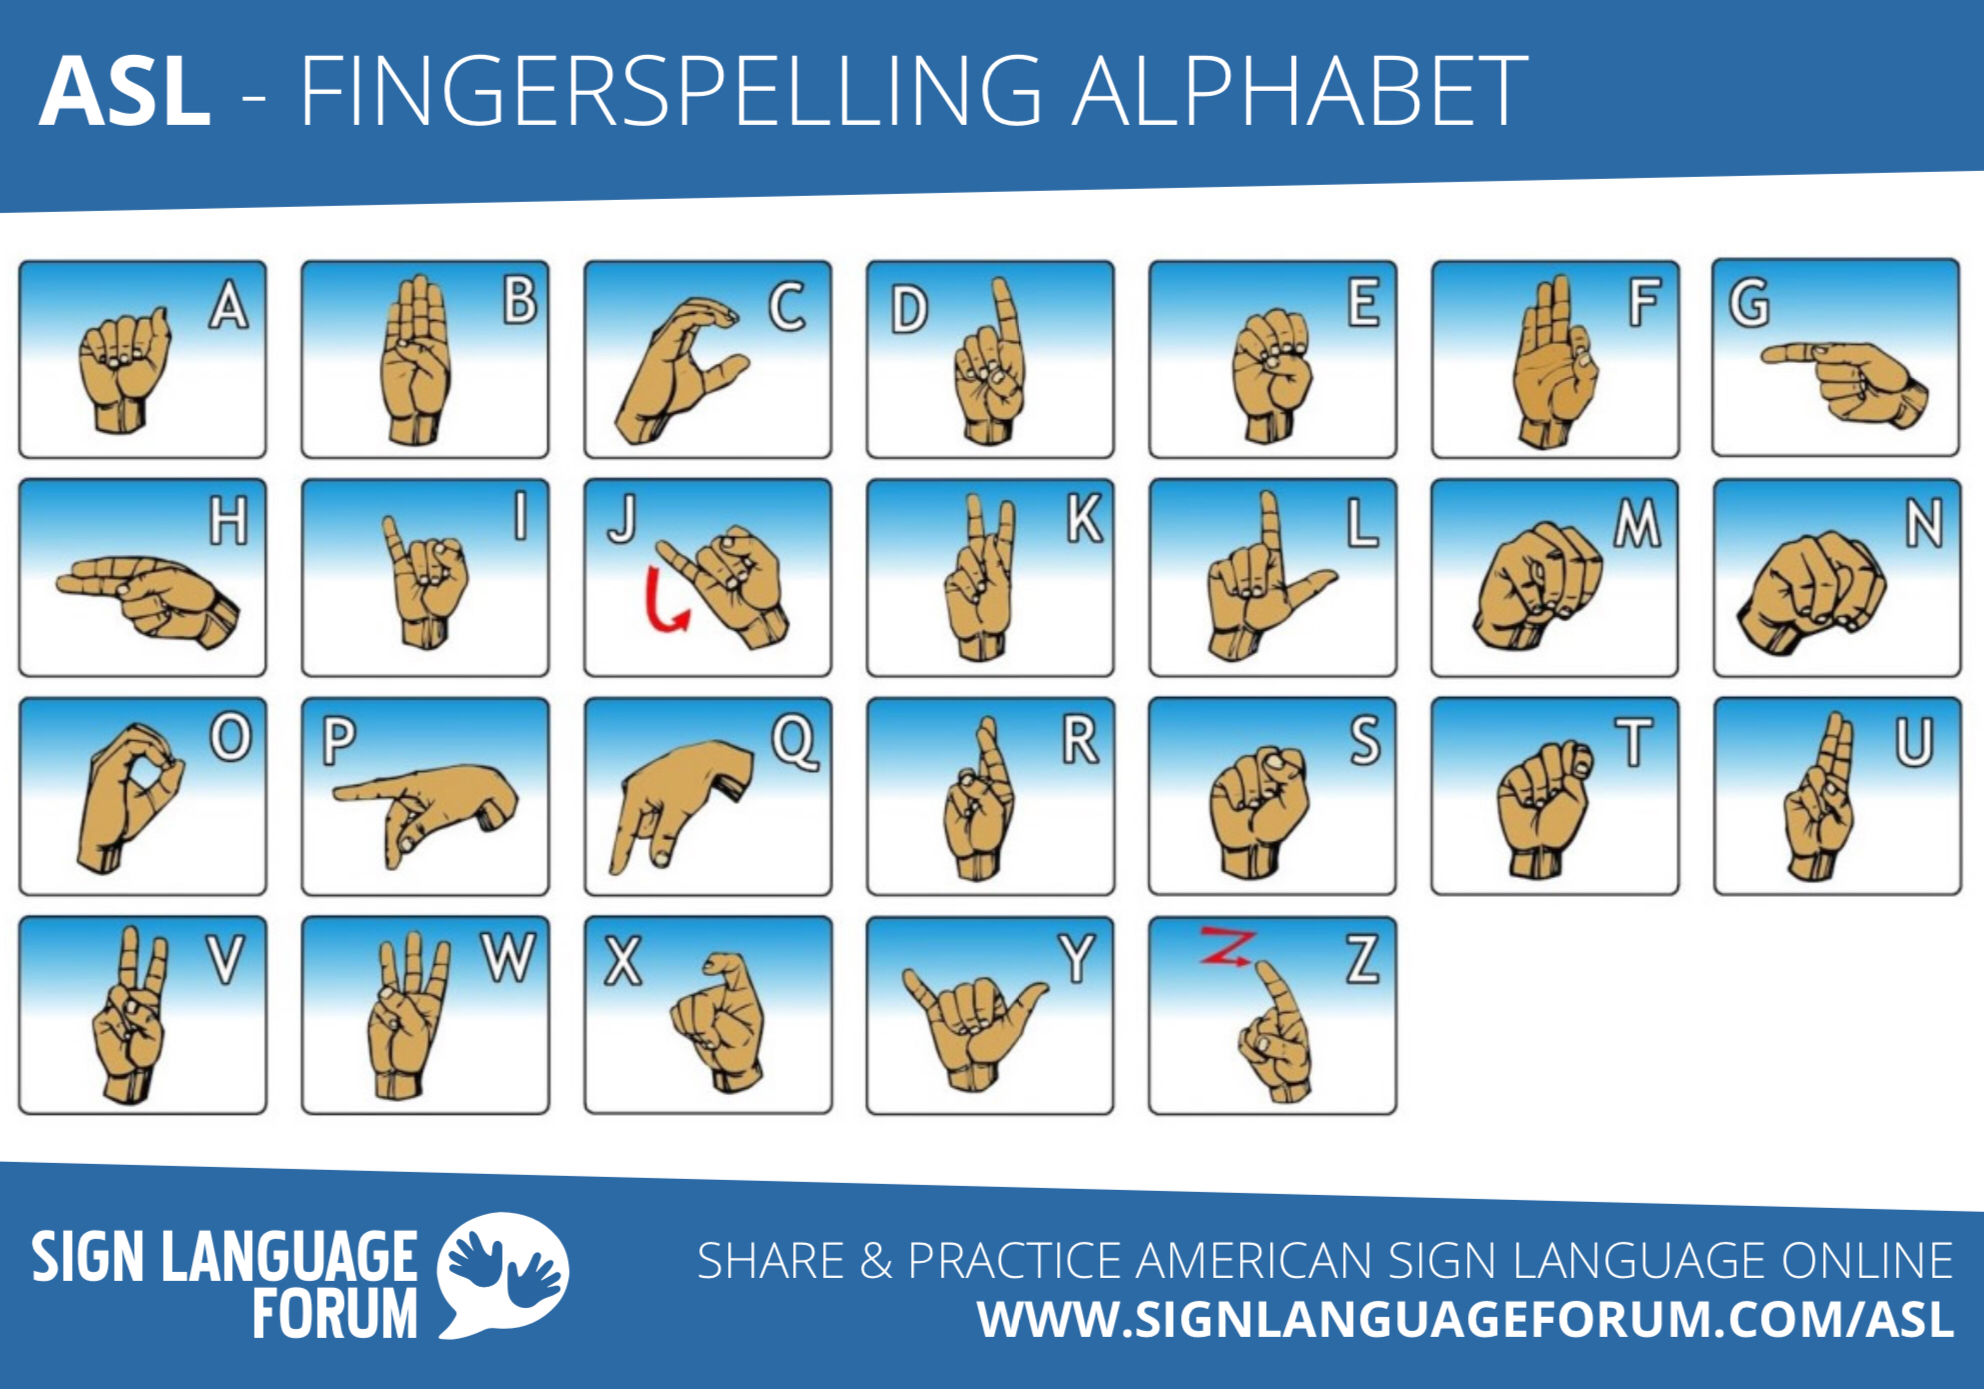 ASL - FINGERSPELLING ALPHABET
A B C D E F G
H I J K L M N
O P Q R S T U
V W X Y Z
SIGN LANGUAGE
FORUM
SHARE & PRACTICE AMERICAN SIGN LANGUAGE ONLINE
WWW.SIGNLANGUAGEFORUM.COM/ASL